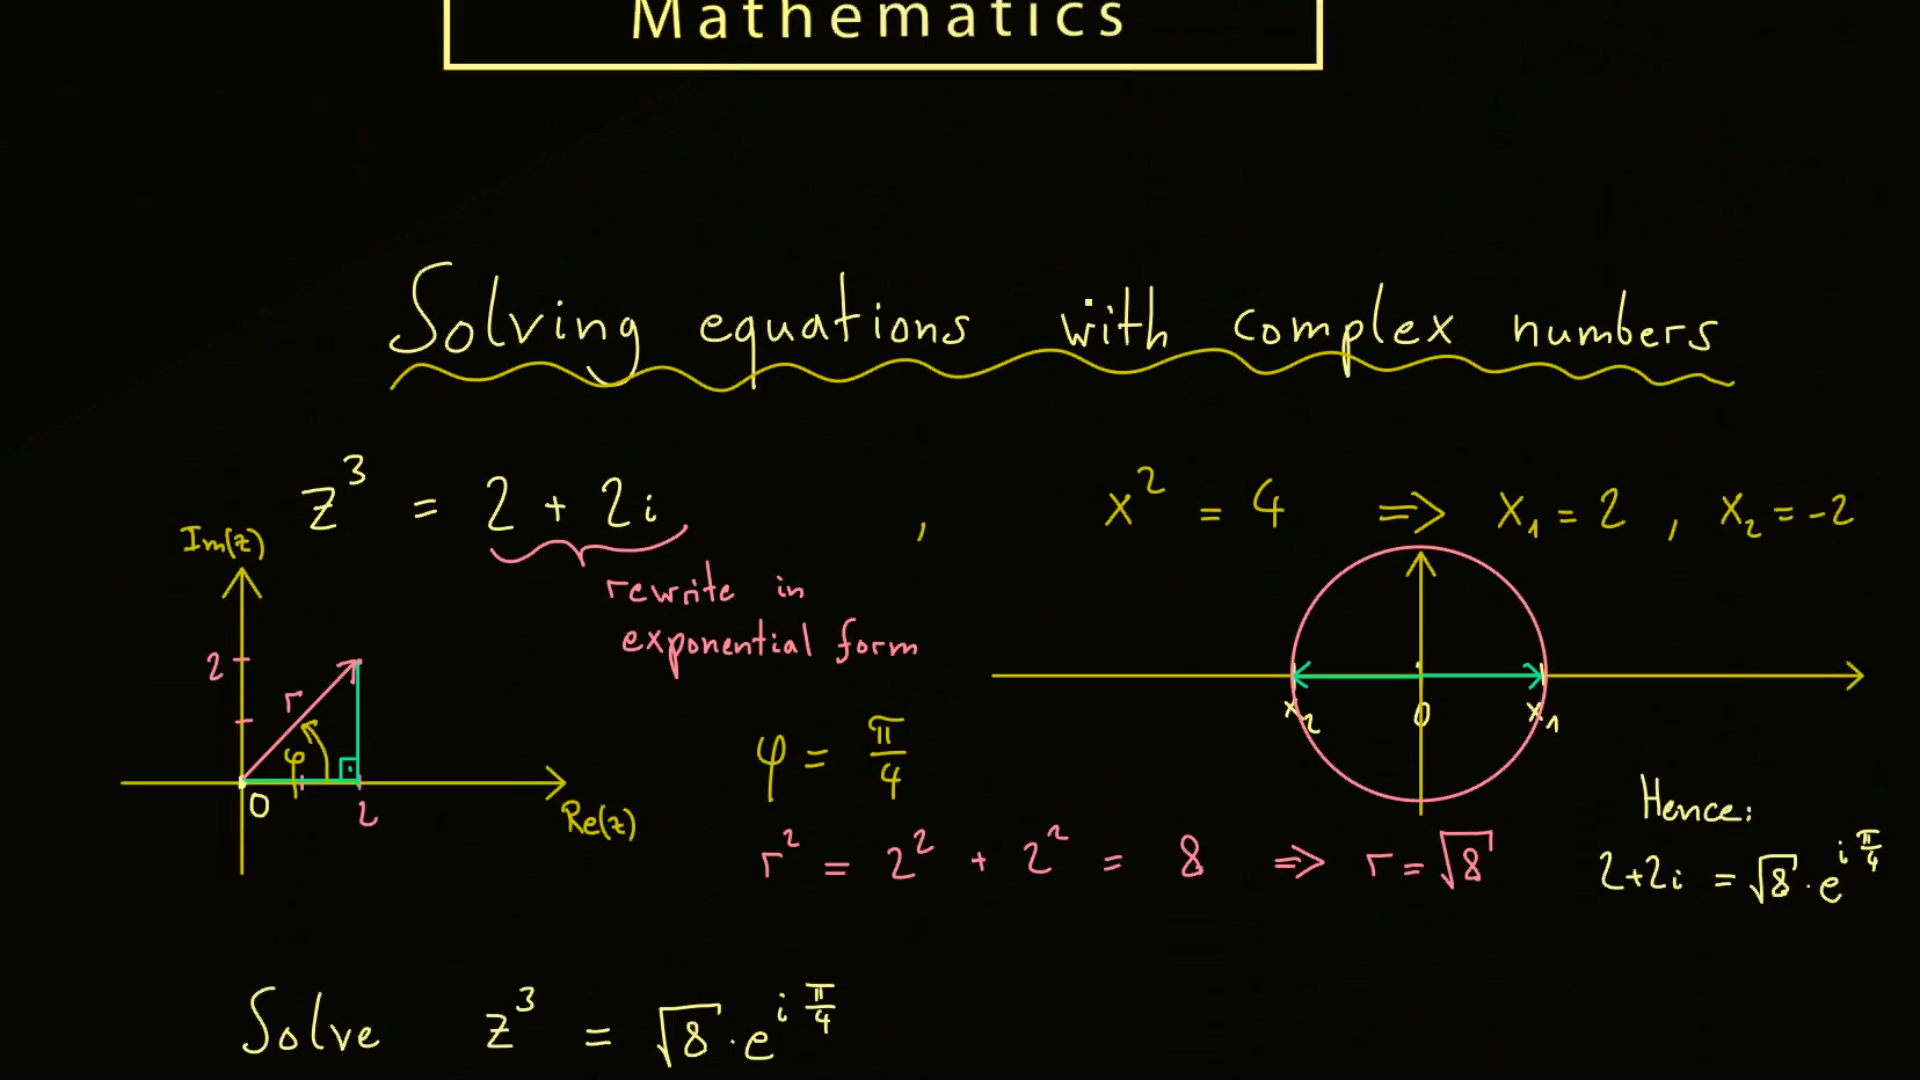 Mathematics
Solving equations with complex numbers
z³ = 2 + 2i , x² = 4 => x₁ = 2 , x₂ = -2
Im(z)
rewrite in
exponential form
2
r
φ
0
2
Re(z)
φ = π/4
x₂ 0 x₁
Hence:
r² = 2² + 2² = 8 => r = √8
2+2i = √8 · e^(i π/4)
Solve z³ = √8 · e^(i π/4)